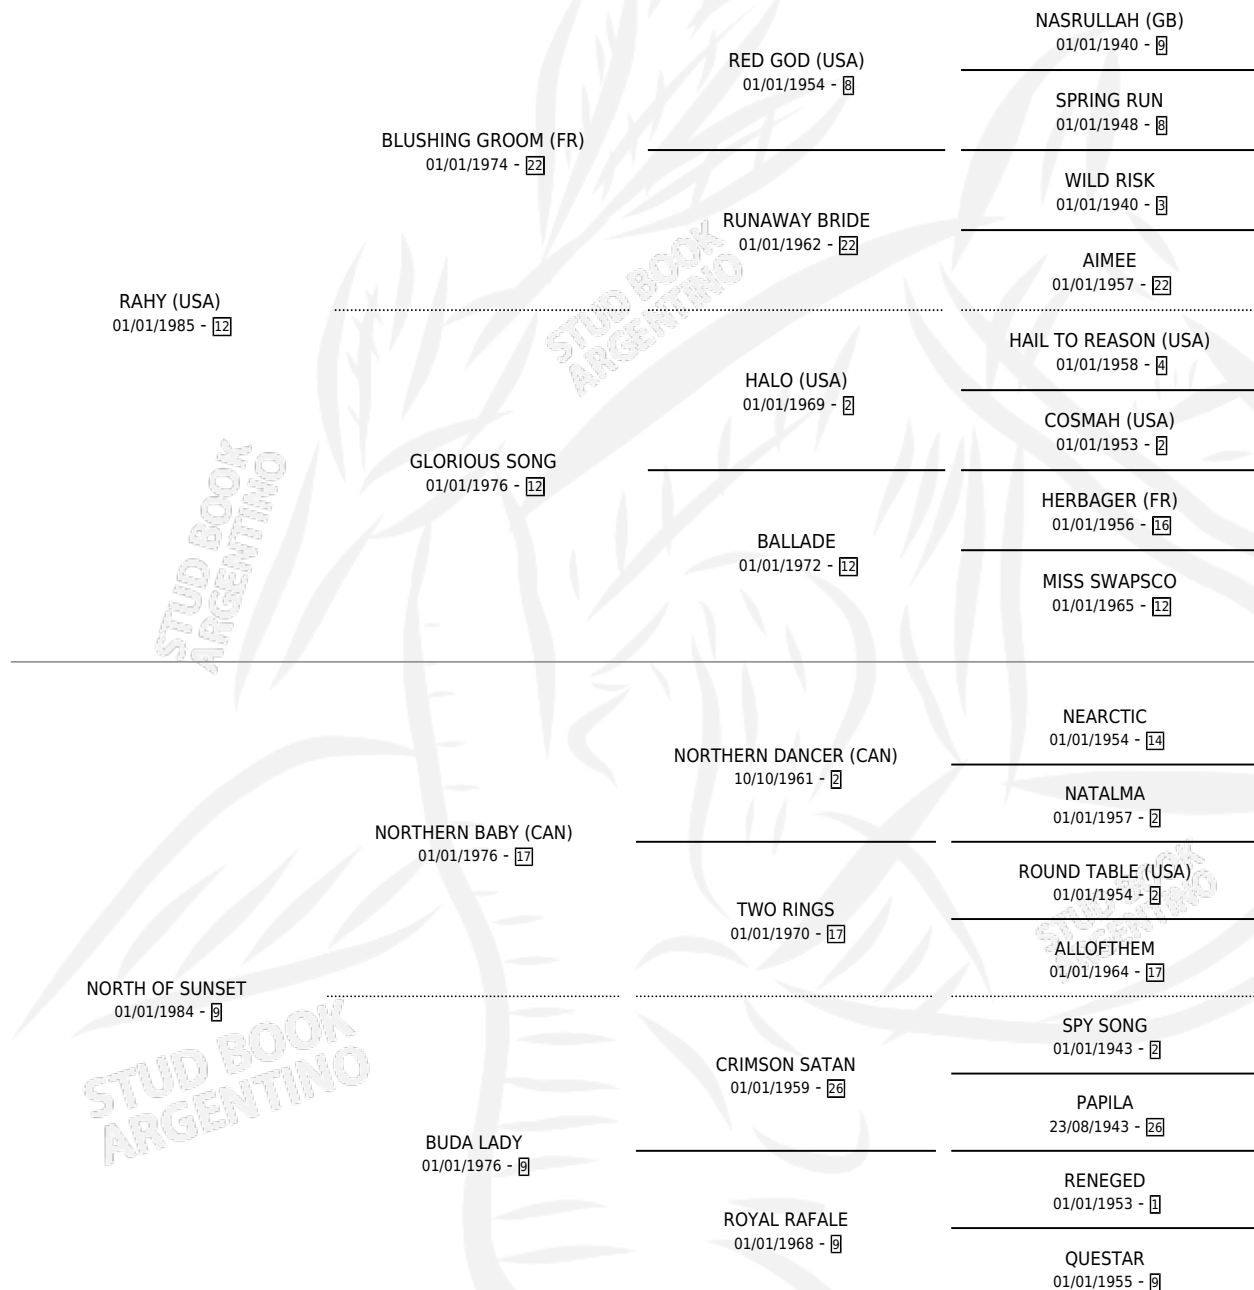 NASRULLAH (GB)
01/01/1940 - 9
RED GOD (USA)
01/01/1954 - 8
SPRING RUN
01/01/1948 - 8
BLUSHING GROOM (FR)
01/01/1974 - 22
WILD RISK
01/01/1940 - 3
RUNAWAY BRIDE
01/01/1962 - 22
AIMEE
01/01/1957 - 22
RAHY (USA)
01/01/1985 - 12
STUD BOOK
ARGENTINO
HAIL TO REASON (USA)
01/01/1958 - 4
HALO (USA)
01/01/1969 - 2
COSMAH (USA)
01/01/1953 - 2
GLORIOUS SONG
01/01/1976 - 12
HERBAGER (FR)
01/01/1956 - 16
BALLADE
01/01/1972 - 12
MISS SWAPSCO
01/01/1965 - 12
STUD BOOK
ARGENTINO
NEARCTIC
01/01/1954 - 14
NORTHERN DANCER (CAN)
10/10/1961 - 2
NATALMA
01/01/1957 - 2
NORTHERN BABY (CAN)
01/01/1976 - 17
ROUND TABLE (USA)
01/01/1954 - 2
TWO RINGS
01/01/1970 - 17
STUD BOOK
ARGENTINO
ALLOFTHEM
01/01/1964 - 17
NORTH OF SUNSET
01/01/1984 - 9
STUD BOOK
ARGENTINO
SPY SONG
01/01/1943 - 2
CRIMSON SATAN
01/01/1959 - 26
PAPILA
23/08/1943 - 26
BUDA LADY
01/01/1976 - 9
RENEGED
01/01/1953 - 1
ROYAL RAFALE
01/01/1968 - 9
QUESTAR
01/01/1955 - 9